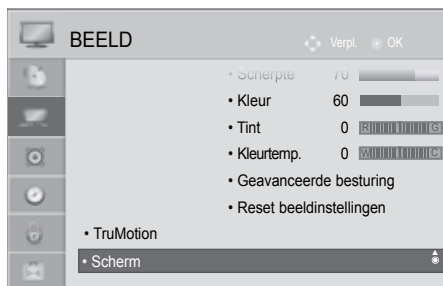 BEELD Verpl. OK
• Scherpte 70
• Kleur 60
• Tint 0 R G
• Kleurtemp. 0 W C
• Geavanceerde besturing
• Reset beeldinstellingen
• TruMotion
• Scherm